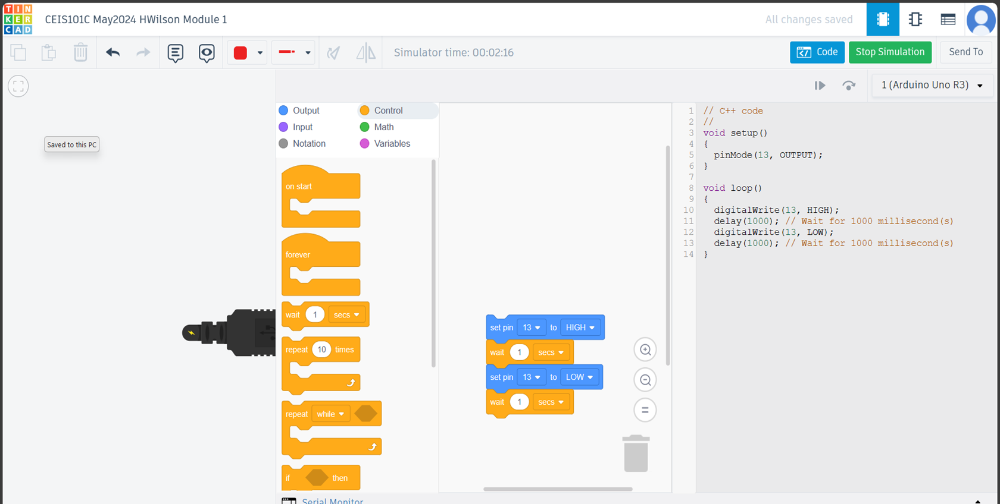 TIN
KER
CAD
CEIS101C May2024 HWilson Module 1
All changes saved
Simulator time: 00:02:16
Code
Stop Simulation
Send To
1 (Arduino Uno R3)
Saved to this PC
Output
Control
Input
Math
Notation
Variables
on start
forever
wait 1 secs
repeat 10 times
repeat while
if then
set pin 13 to HIGH
wait 1 secs
set pin 13 to LOW
wait 1 secs
1 // C++ code
2 //
3 void setup()
4 {
5 pinMode(13, OUTPUT);
6 }
7
8 void loop()
9 {
10 digitalWrite(13, HIGH);
11 delay(1000); // Wait for 1000 millisecond(s)
12 digitalWrite(13, LOW);
13 delay(1000); // Wait for 1000 millisecond(s)
14 }
Serial Monitor